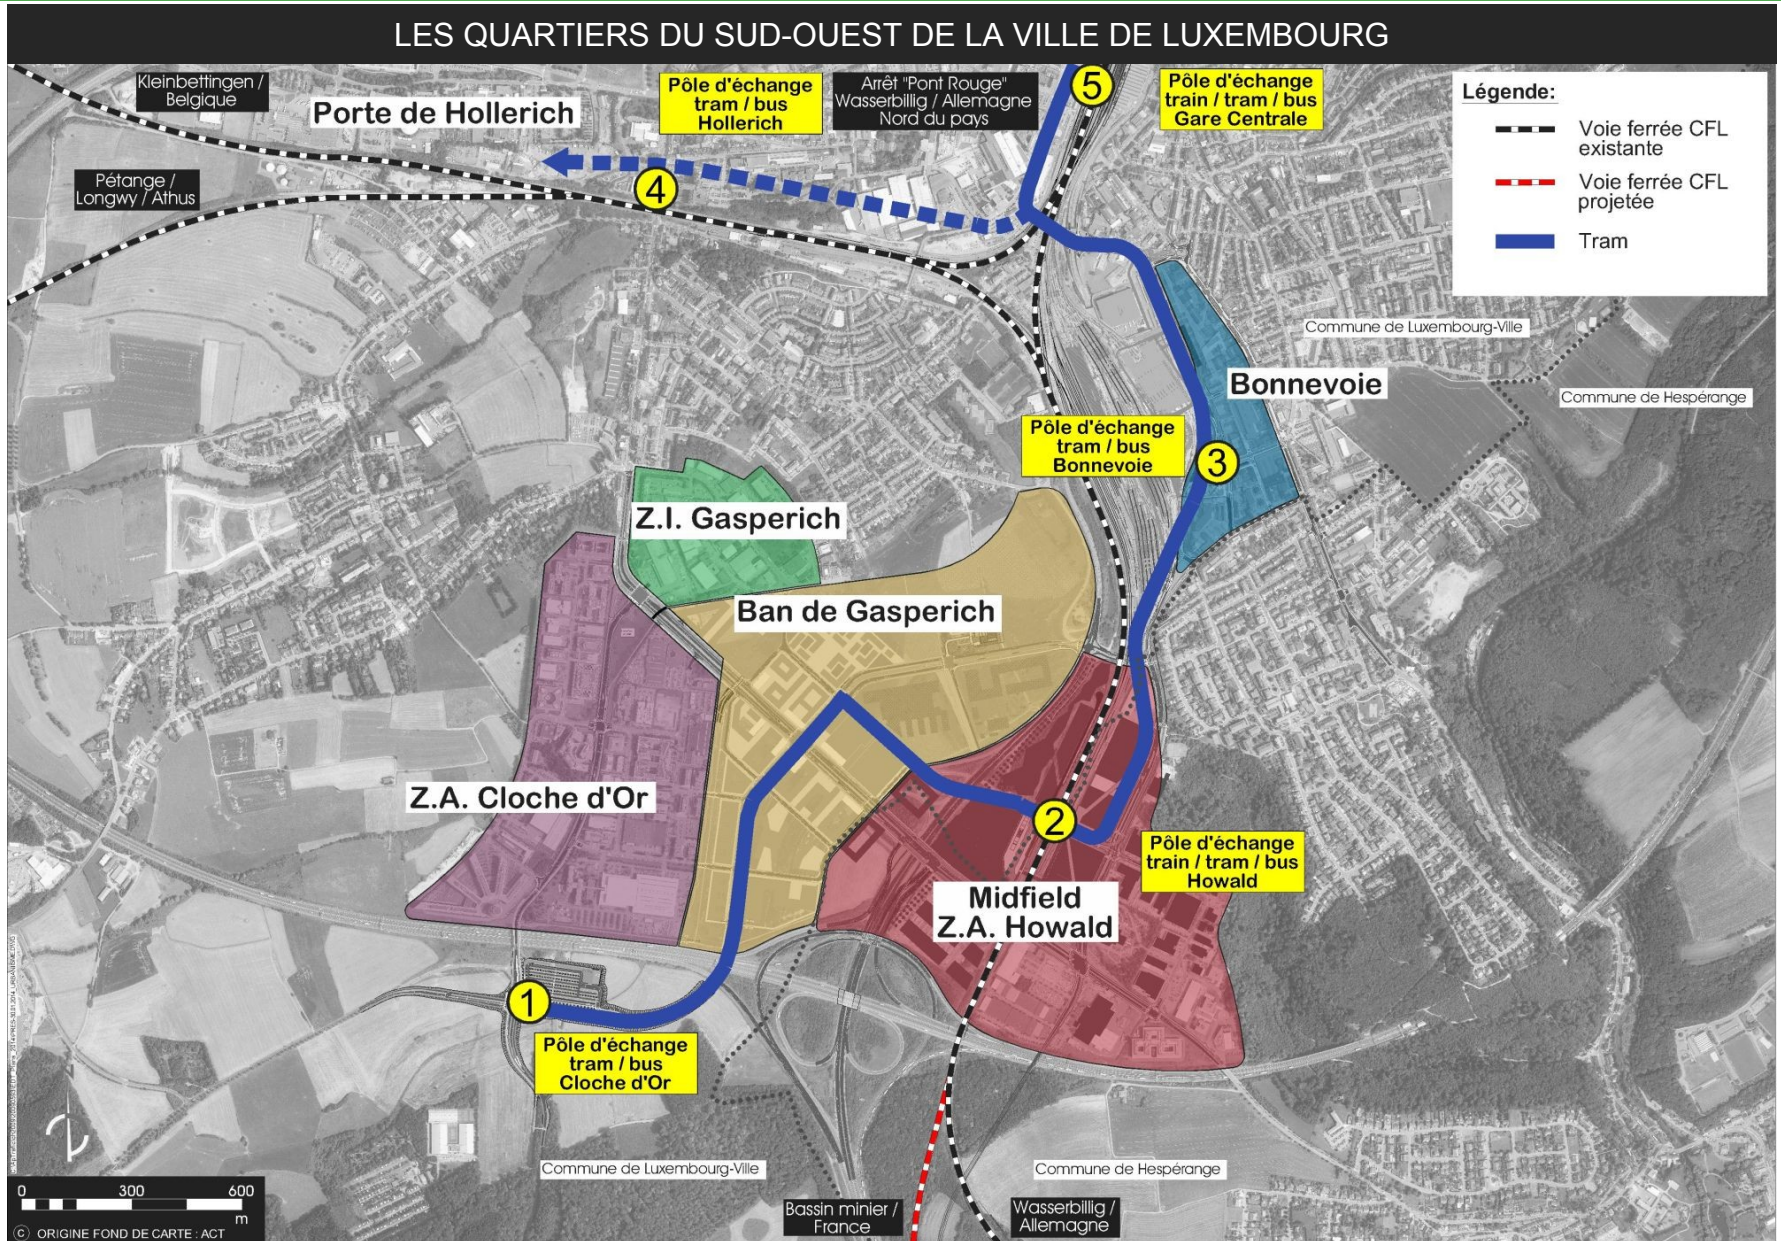 LES QUARTIERS DU SUD-OUEST DE LA VILLE DE LUXEMBOURG
Kleinbettingen /
Belgique
Porte de Hollerich
Pôle d'échange
tram / bus
Hollerich
Arrêt "Pont Rouge"
Wasserbillig / Allemagne
Nord du pays
5
Pôle d'échange
train / tram / bus
Gare Centrale
Légende:
Voie ferrée CFL
existante
Voie ferrée CFL
projetée
Tram
Pétange /
Longwy / Athus
4
Commune de Luxembourg-Ville
Commune de Hespérange
Bonnevoie
Pôle d'échange
tram / bus
Bonnevoie
3
Z.I. Gasperich
Ban de Gasperich
Z.A. Cloche d'Or
2
Pôle d'échange
train / tram / bus
Howald
Midfield
Z.A. Howald
1
Pôle d'échange
tram / bus
Cloche d'Or
Commune de Luxembourg-Ville
Commune de Hespérange
Bassin minier /
France
Wasserbillig /
Allemagne
0 300 600
m
© ORIGINE FOND DE CARTE : ACT